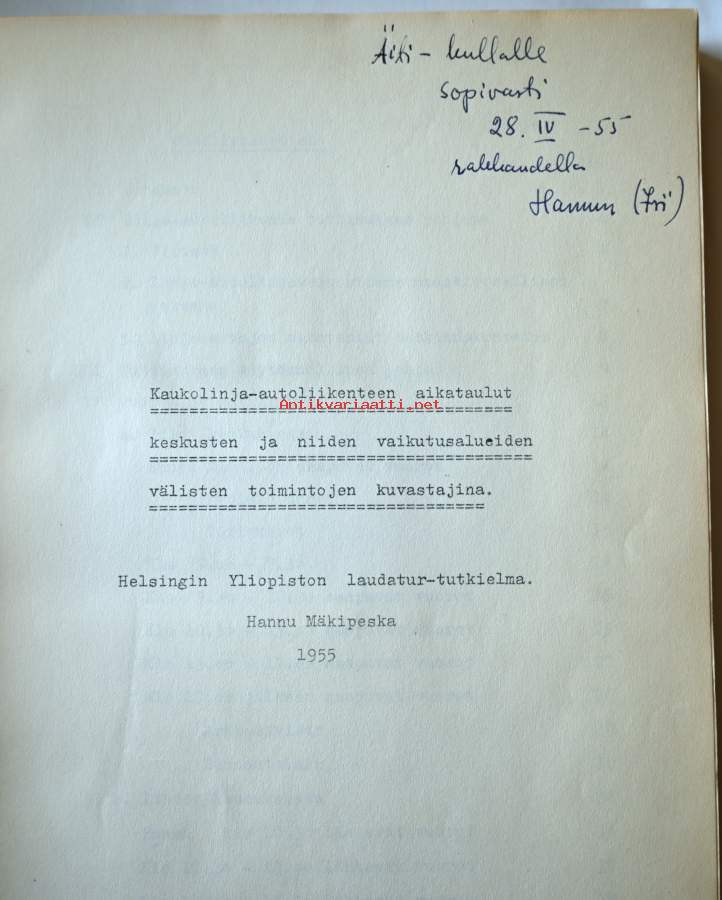 Äiti-kullalle
sopivasti
28. IV -55
rakkaudella
Hannu
Kaukolinja-autoliikenteen aikataulut
Antikvariaatti.net
keskusten ja niiden vaikutusalueiden
välisten toimintojen kuvastajina.
Helsingin Yliopiston laudatur-tutkielma.
Hannu Mäkipeska
1955